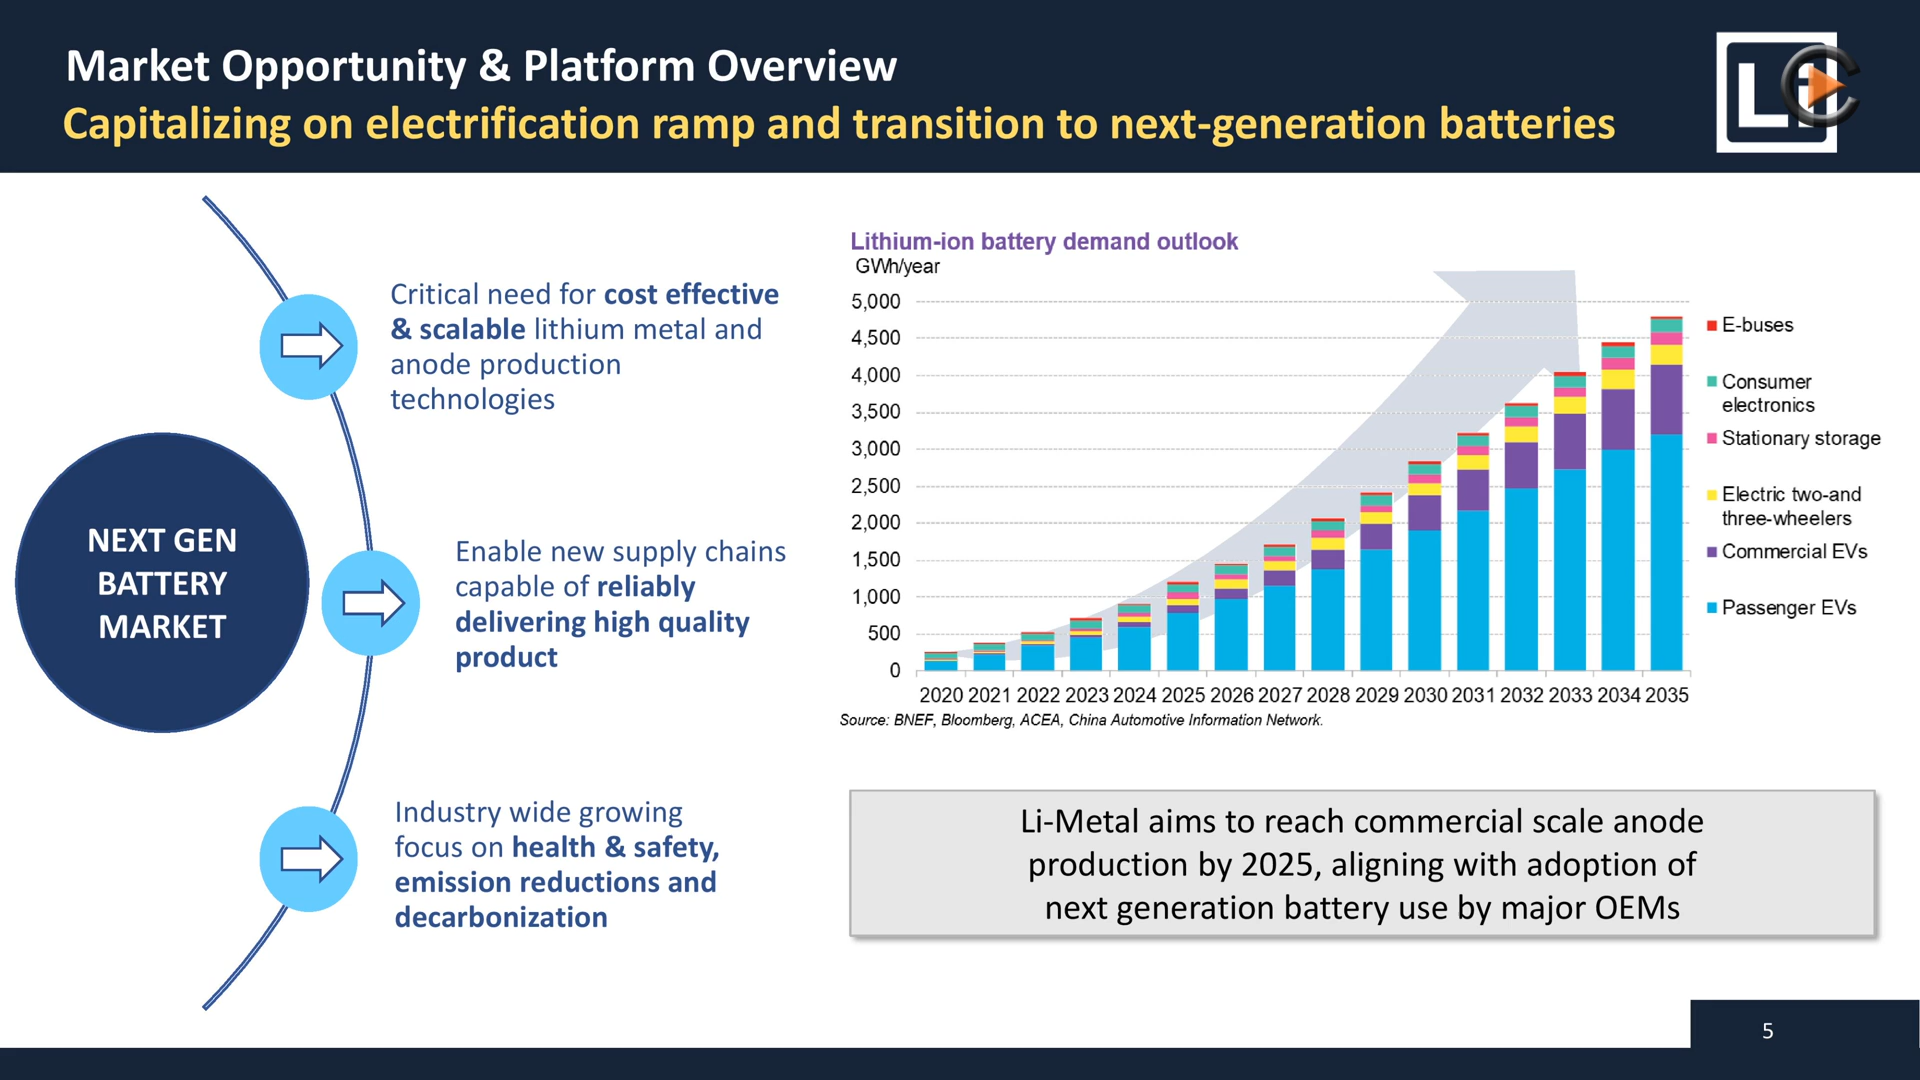 Market Opportunity & Platform Overview
Capitalizing on electrification ramp and transition to next-generation batteries
Li
NEXT GEN
BATTERY
MARKET
Critical need for cost effective
& scalable lithium metal and
anode production
technologies
Enable new supply chains
capable of reliably
delivering high quality
product
Industry wide growing
focus on health & safety,
emission reductions and
decarbonization
Lithium-ion battery demand outlook
GWh/year
5,000
4,500
4,000
3,500
3,000
2,500
2,000
1,500
1,000
500
0
2020 2021 2022 2023 2024 2025 2026 2027 2028 2029 2030 2031 2032 2033 2034 2035
E-buses
Consumer
electronics
Stationary storage
Electric two-and
three-wheelers
Commercial EVs
Passenger EVs
Source: BNEF, Bloomberg, ACEA, China Automotive Information Network.
Li-Metal aims to reach commercial scale anode
production by 2025, aligning with adoption of
next generation battery use by major OEMs
5